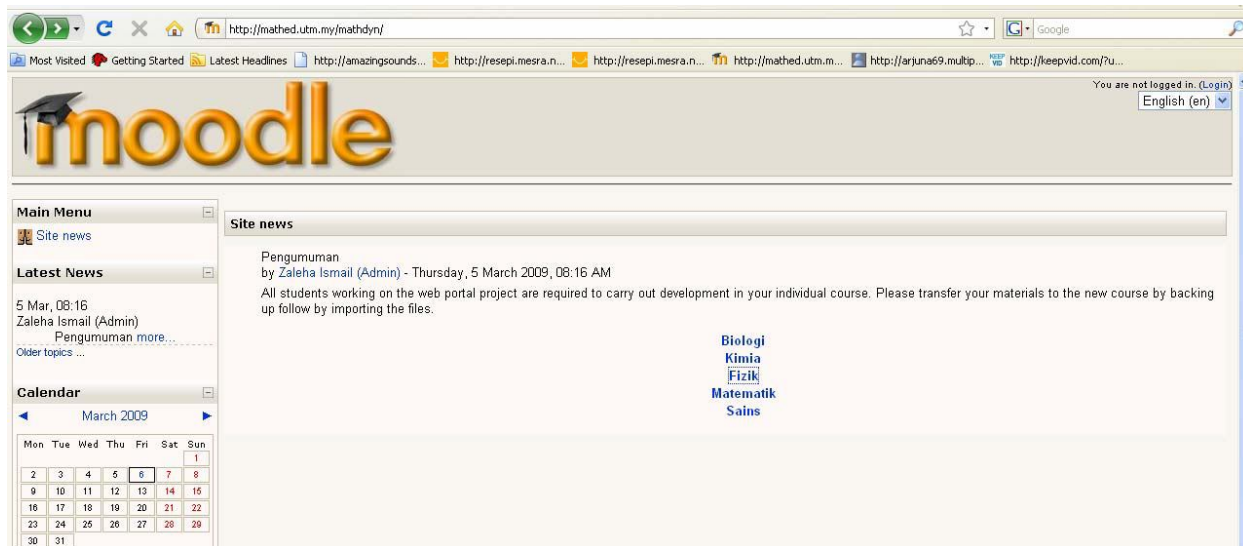 http://mathed.utm.my/mathdyn/
Google
Most Visited Getting Started Latest Headlines http://amazingsounds... http://resepi.mesra.n... http://resepi.mesra.n... http://mathed.utm.m... http://arjuna69.multip... http://keepvid.com/?u...
You are not logged in. (Login)
English (en)
moodle
Main Menu
Site news
Latest News
5 Mar, 08:16
Zaleha Ismail (Admin)
Pengumuman more...
Older topics ...
Calendar
March 2009
Mon Tue Wed Thu Fri Sat Sun
1
2 3 4 5 6 7 8
9 10 11 12 13 14 15
16 17 18 19 20 21 22
23 24 25 26 27 28 29
30 31
Site news
Pengumuman
by Zaleha Ismail (Admin) - Thursday, 5 March 2009, 08:16 AM
All students working on the web portal project are required to carry out development in your individual course. Please transfer your materials to the new course by backing
up follow by importing the files.
Biologi
Kimia
Fizik
Matematik
Sains